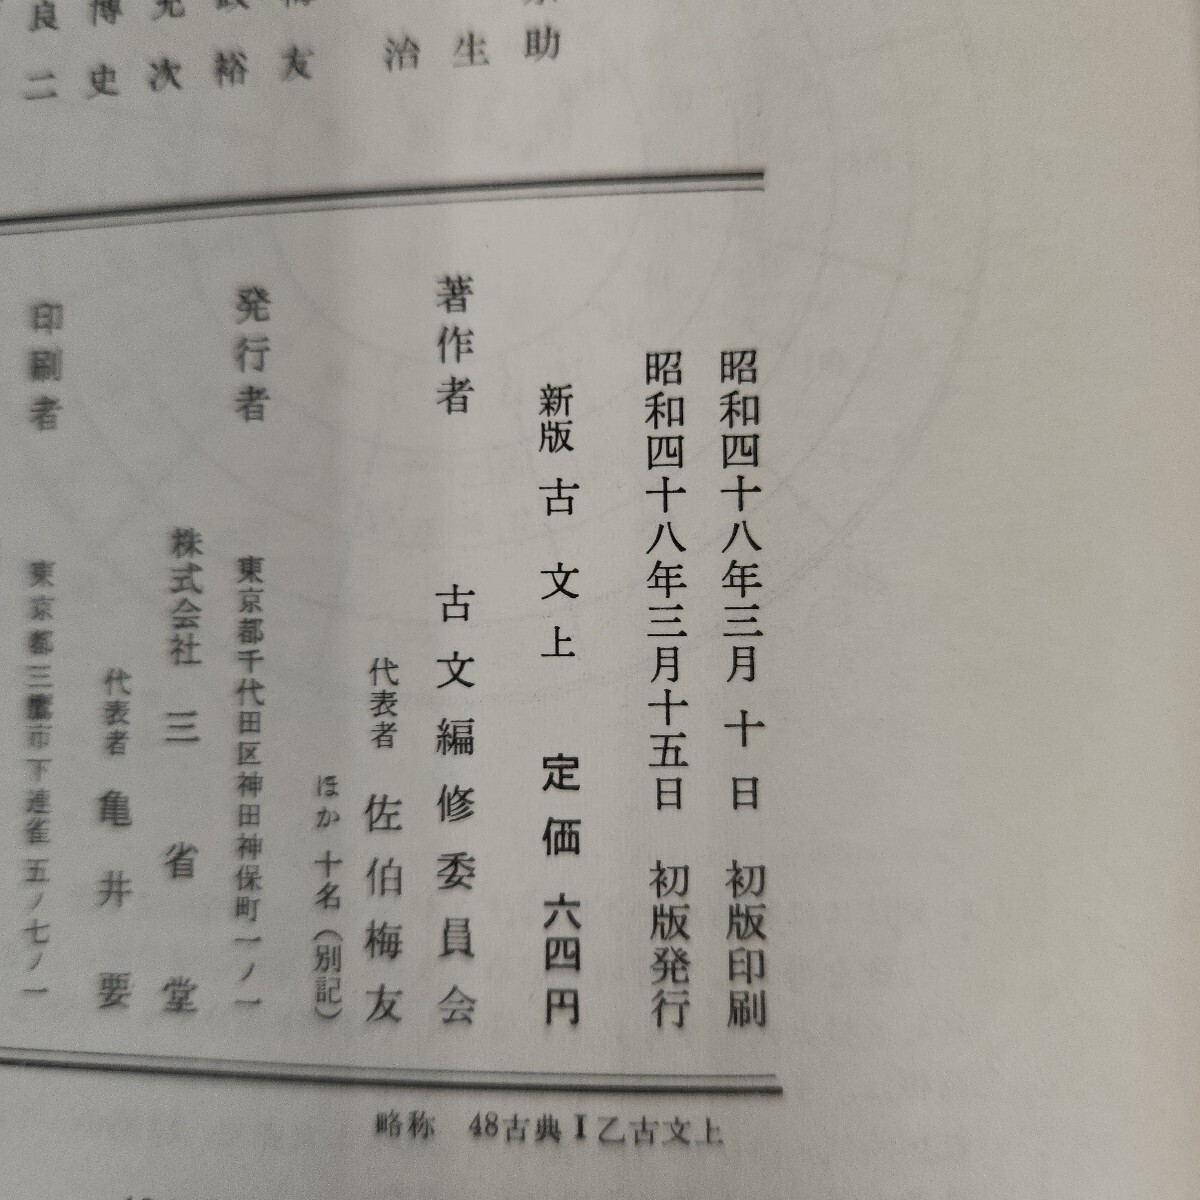 助
生
治
友
裕
次
史
良二
昭和四十八年三月 十 日 初版印刷
昭和四十八年三月十五日 初版発行
新版 古文 上 定価 六四円
著作者 古文編修委員会
代表者 佐伯梅友
ほか 十名(別記)
発行者 東京都千代田区神田神保町一ノ一
株式会社 三省堂
代表者 亀井要
印刷者 東京都三鷹市下連雀五ノ七ノ一
略称 48古典Ⅰ乙古文上